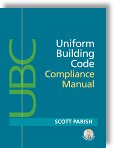 UBC
Uniform
Building
Code
Compliance
Manual
SCOTT PARISH